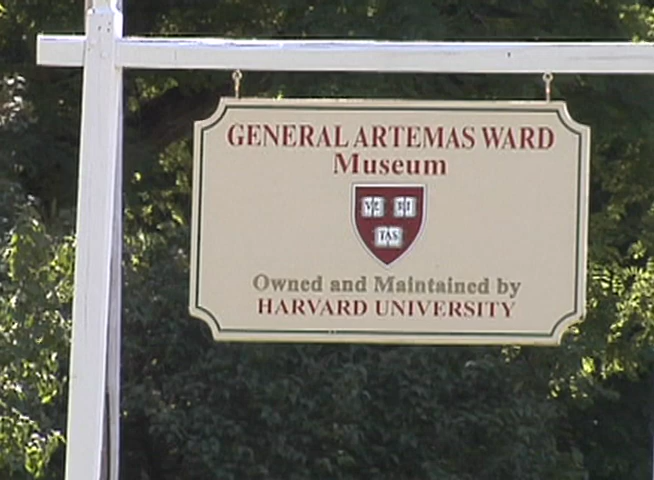 GENERAL ARTEMAS WARD
Museum
VE RI
TAS
Owned and Maintained by
HARVARD UNIVERSITY